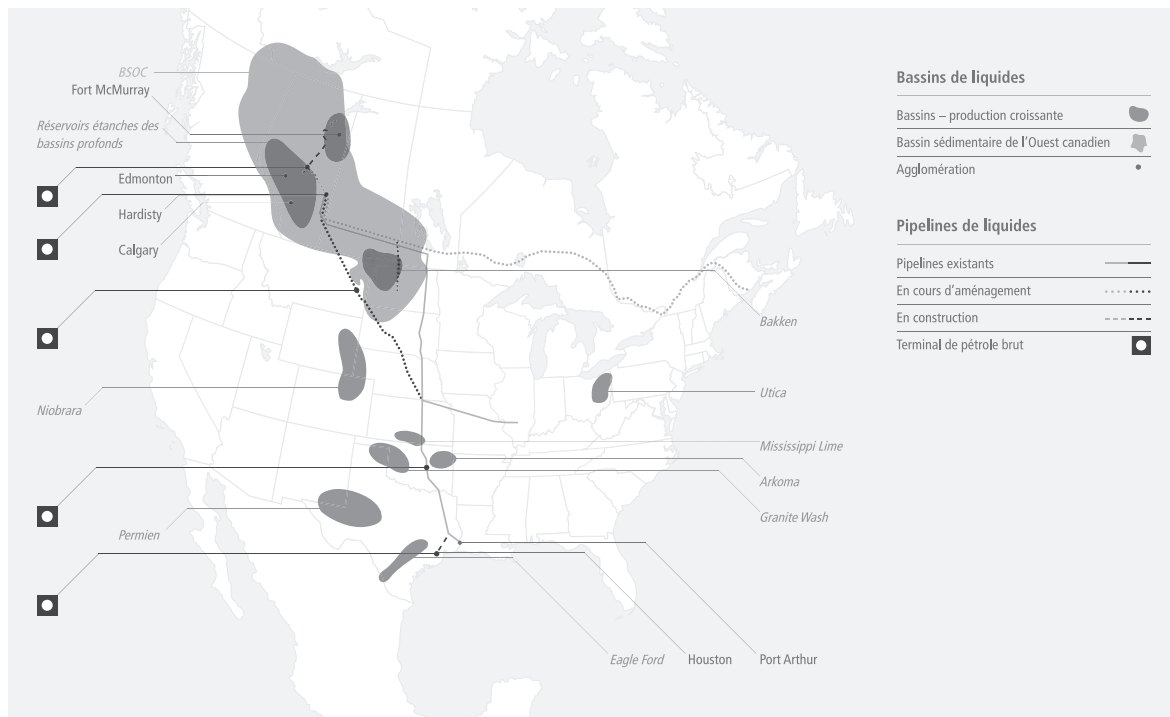 BSOC
Fort McMurray
Réservoirs étanches des
bassins profonds
Edmonton
Hardisty
Calgary
Niobrara
Permien
Bakken
Utica
Mississippi Lime
Arkoma
Granite Wash
Eagle Ford
Houston
Port Arthur
Bassins de liquides
Bassins – production croissante
Bassin sédimentaire de l'Ouest canadien
Agglomération
Pipelines de liquides
Pipelines existants
En cours d'aménagement
En construction
Terminal de pétrole brut